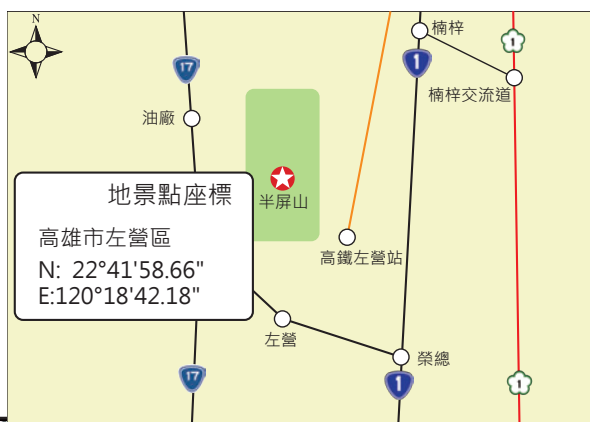 N
楠梓
17
1
1
楠梓交流道
油廠
地景點座標
高雄市左營區
N: 22°41'58.66"
E:120°18'42.18"
半屏山
高鐵左營站
左營
榮總
17
1
1